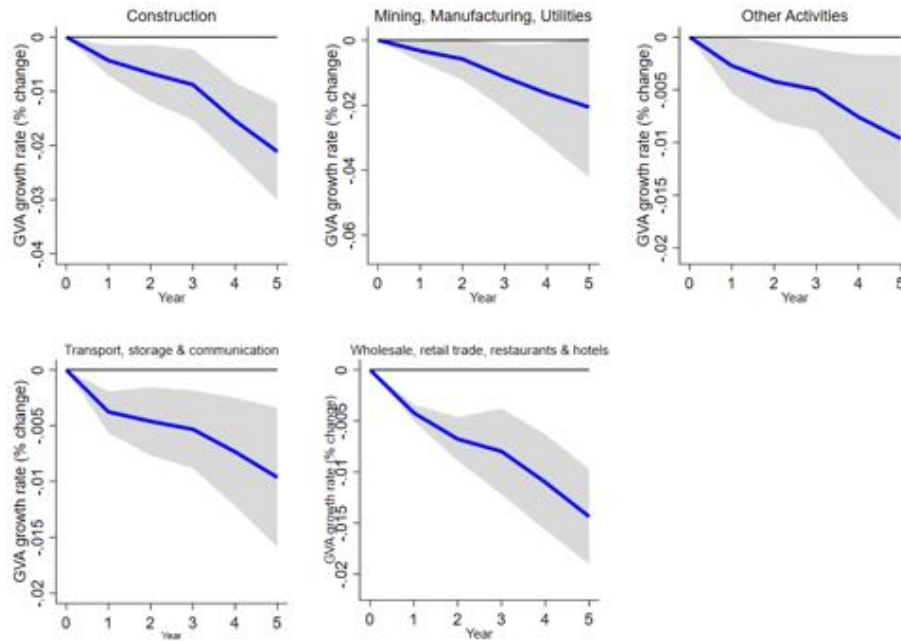 Construction
GVA growth rate (% change)
0
-.01
-.02
-.03
-.04
0 1 2 3 4 5
Year
Mining, Manufacturing, Utilities
GVA growth rate (% change)
0
-.02
-.04
-.06
0 1 2 3 4 5
Year
Other Activities
GVA growth rate (% change)
0
-.005
-.01
-.015
-.02
0 1 2 3 4 5
Year
Transport, storage & communication
GVA growth rate (% change)
0
-.005
-.01
-.015
-.02
0 1 2 3 4 5
Year
Wholesale, retail trade, restaurants & hotels
GVA growth rate (% change)
0
-.005
-.01
-.015
-.02
0 1 2 3 4 5
Year